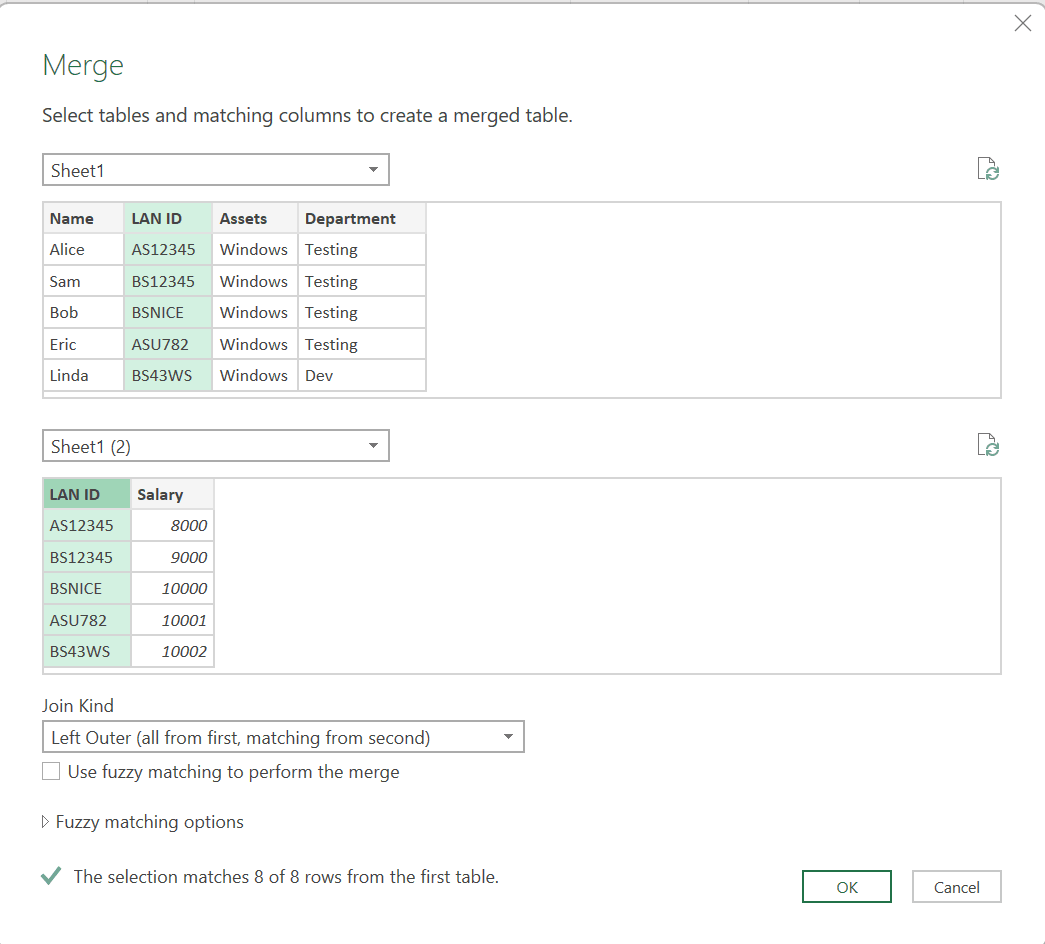 Merge
Select tables and matching columns to create a merged table.
Sheet1
Name LAN ID Assets Department
Alice AS12345 Windows Testing
Sam BS12345 Windows Testing
Bob BSNICE Windows Testing
Eric ASU782 Windows Testing
Linda BS43WS Windows Dev
Sheet1 (2)
LAN ID Salary
AS12345 8000
BS12345 9000
BSNICE 10000
ASU782 10001
BS43WS 10002
Join Kind
Left Outer (all from first, matching from second)
Use fuzzy matching to perform the merge
Fuzzy matching options
The selection matches 8 of 8 rows from the first table.
OK Cancel